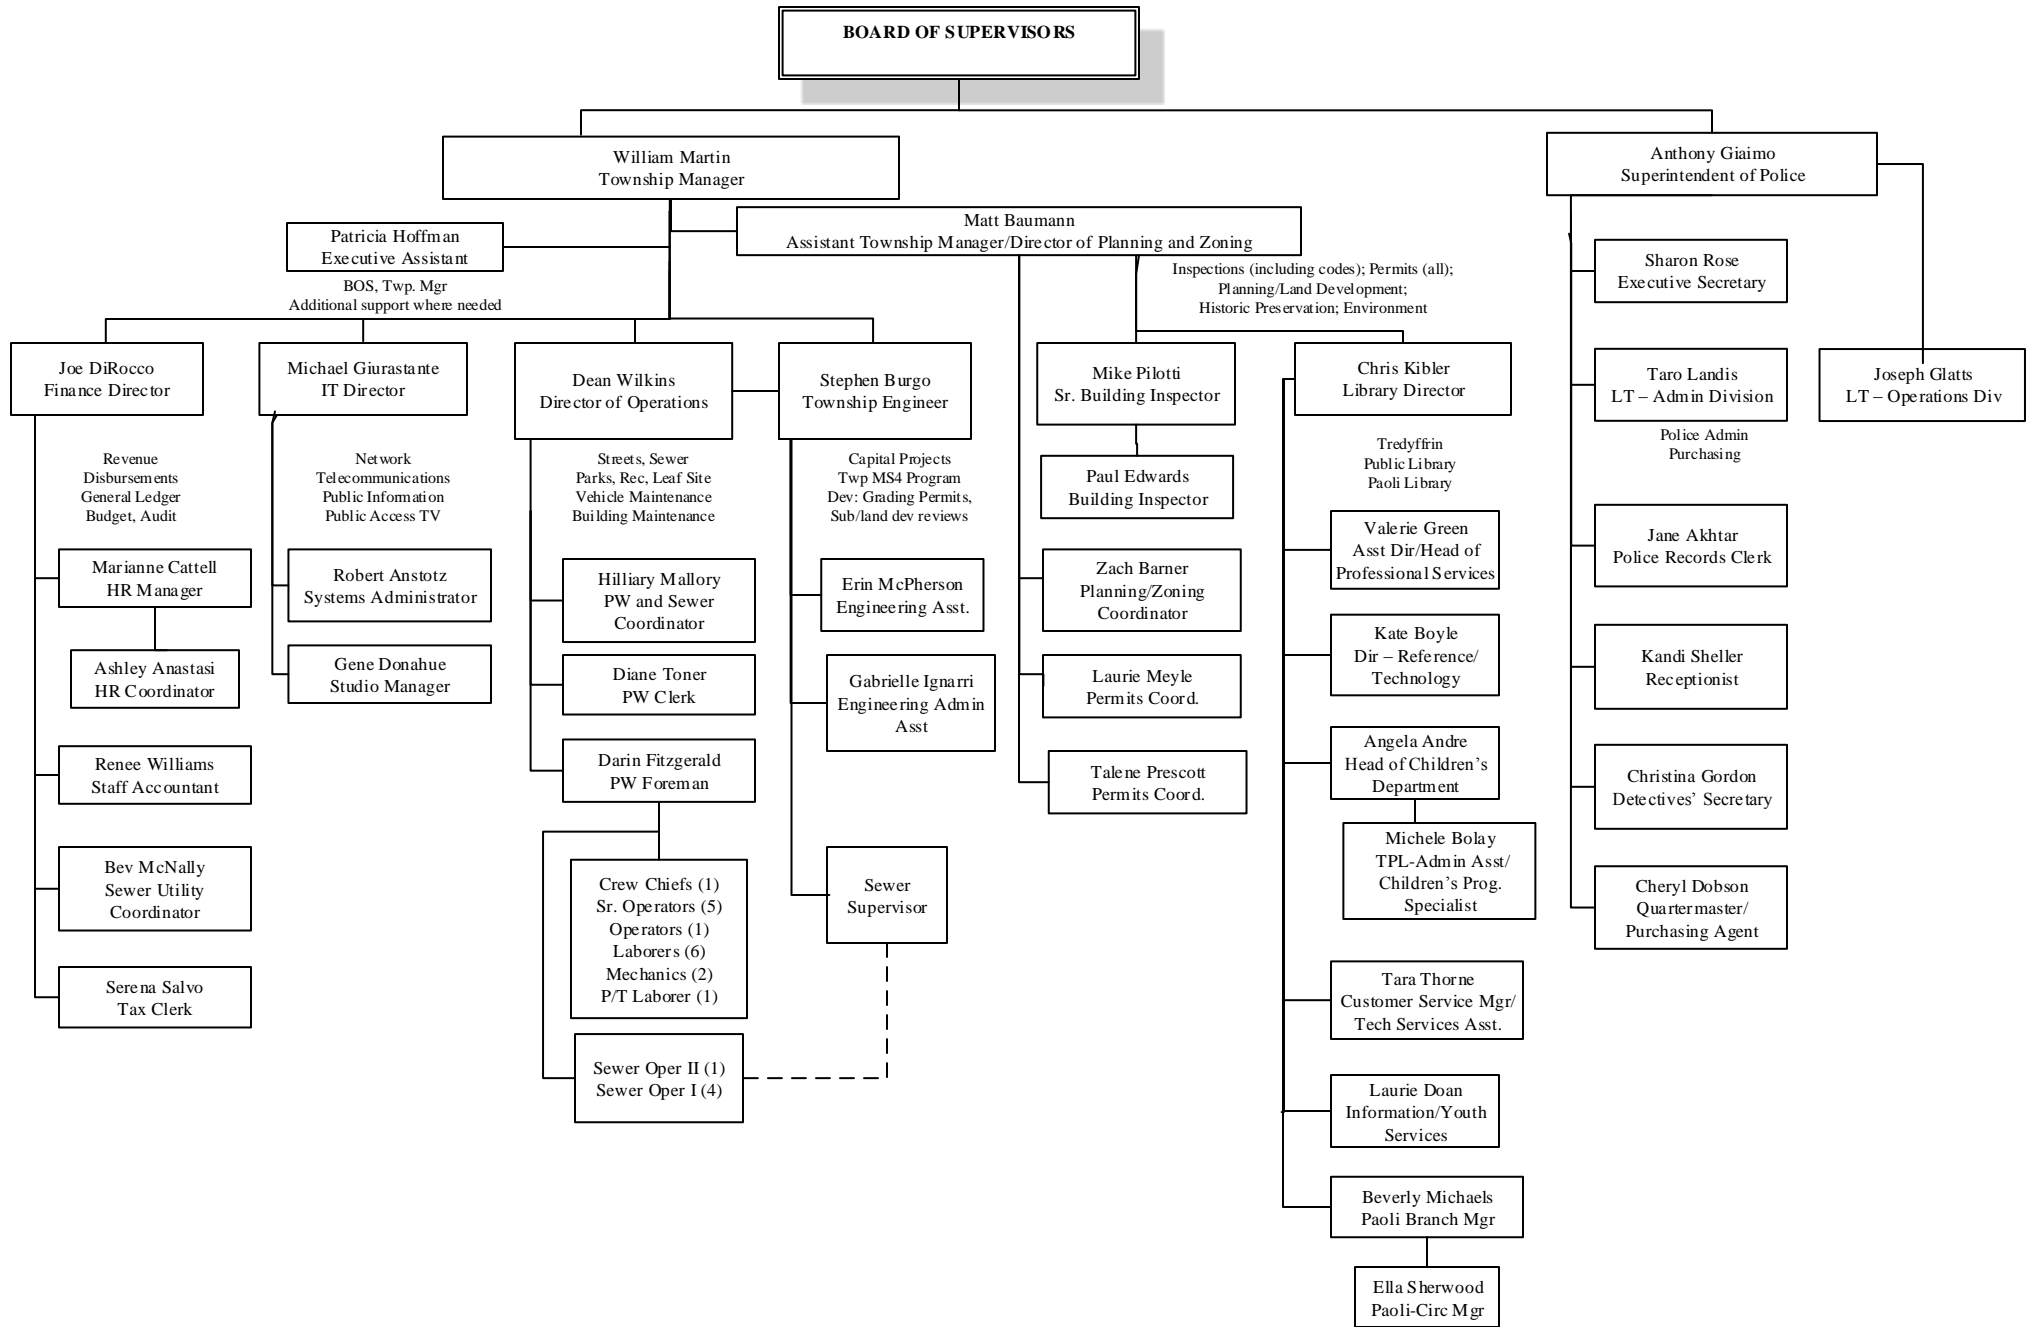 BOARD OF SUPERVISORS
William Martin
Township Manager
Anthony Giaimo
Superintendent of Police
Patricia Hoffman
Executive Assistant
BOS, Twp. Mgr
Additional support where needed
Matt Baumann
Assistant Township Manager/Director of Planning and Zoning
Inspections (including codes); Permits (all);
Planning/Land Development;
Historic Preservation; Environment
Joe DiRocco
Finance Director
Revenue
Disbursements
General Ledger
Budget, Audit
Marianne Cattell
HR Manager
Ashley Anastasi
HR Coordinator
Renee Williams
Staff Accountant
Bev McNally
Sewer Utility
Coordinator
Serena Salvo
Tax Clerk
Michael Giurastante
IT Director
Network
Telecommunications
Public Information
Public Access TV
Robert Anstotz
Systems Administrator
Gene Donahue
Studio Manager
Dean Wilkins
Director of Operations
Streets, Sewer
Parks, Rec, Leaf Site
Vehicle Maintenance
Building Maintenance
Hilliary Mallory
PW and Sewer
Coordinator
Diane Toner
PW Clerk
Darin Fitzgerald
PW Foreman
Crew Chiefs (1)
Sr. Operators (5)
Operators (1)
Laborers (6)
Mechanics (2)
P/T Laborer (1)
Sewer Oper II (1)
Sewer Oper I (4)
Stephen Burgo
Township Engineer
Capital Projects
Twp MS4 Program
Dev: Grading Permits,
Sub/land dev reviews
Erin McPherson
Engineering Asst.
Gabrielle Ignarri
Engineering Admin
Asst
Sewer
Supervisor
Mike Pilotti
Sr. Building Inspector
Paul Edwards
Building Inspector
Zach Barner
Planning/Zoning
Coordinator
Laurie Meyle
Permits Coord.
Talene Prescott
Permits Coord.
Chris Kibler
Library Director
Tredyffrin
Public Library
Paoli Library
Valerie Green
Asst Dir/Head of
Professional Services
Kate Boyle
Dir – Reference/
Technology
Angela Andre
Head of Children’s
Department
Michele Bolay
TPL-Admin Asst/
Children’s Prog.
Specialist
Tara Thorne
Customer Service Mgr/
Tech Services Asst.
Laurie Doan
Information/Youth
Services
Beverly Michaels
Paoli Branch Mgr
Ella Sherwood
Paoli-Circ Mgr
Sharon Rose
Executive Secretary
Taro Landis
LT – Admin Division
Police Admin
Purchasing
Jane Akhtar
Police Records Clerk
Kandi Sheller
Receptionist
Christina Gordon
Detectives’ Secretary
Cheryl Dobson
Quartermaster/
Purchasing Agent
Joseph Glatts
LT – Operations Div